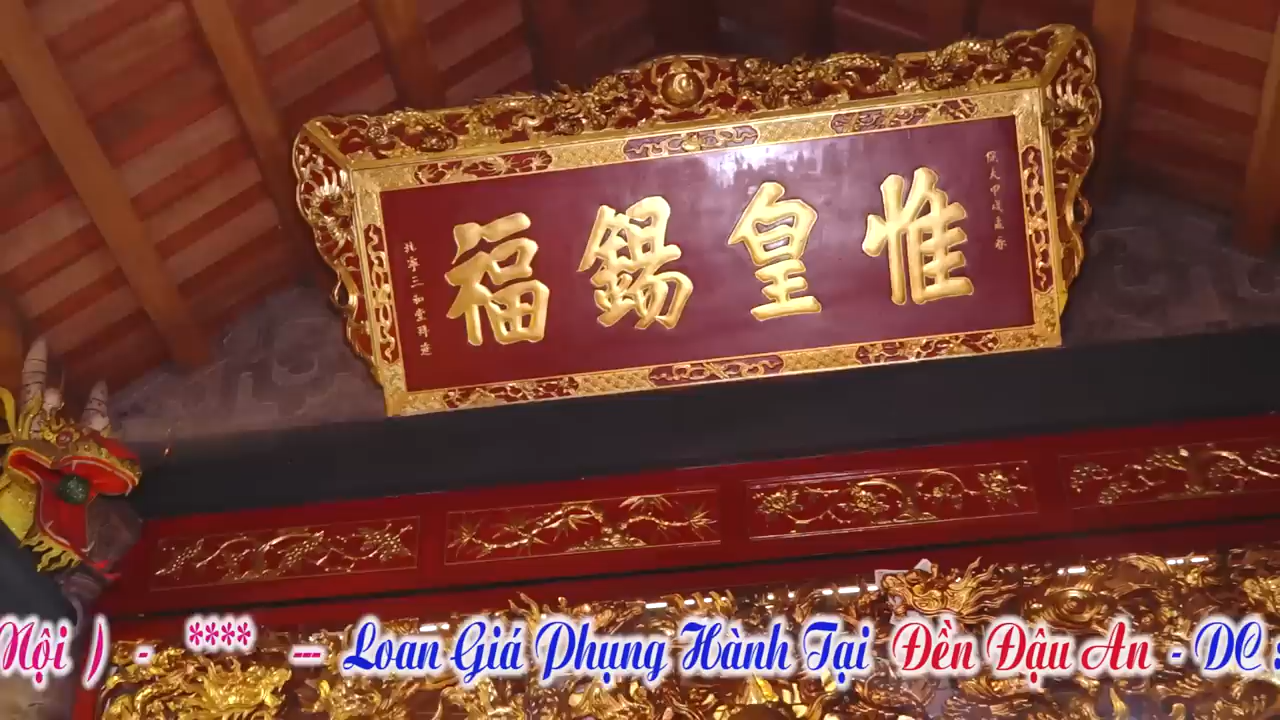 惟皇錫福
Nội ) - **** -- Loan Giá Phụng Hành Tại Đền Đậu An - DC